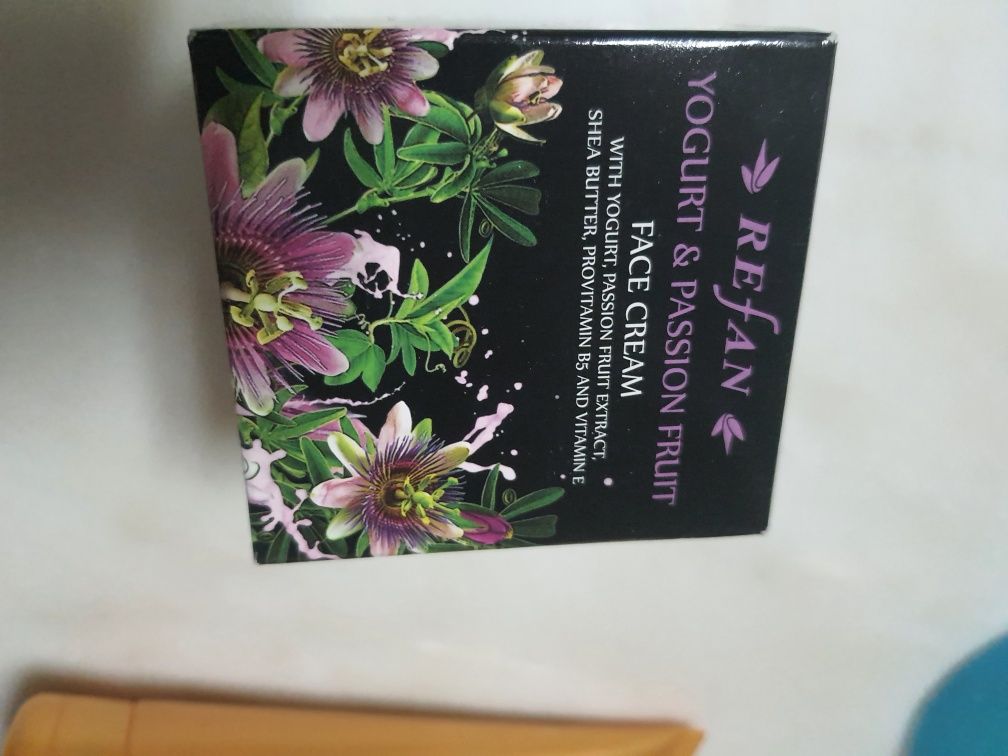 REFAN
YOGURT & PASSION FRUIT
FACE CREAM
WITH YOGURT, PASSION FRUIT EXTRACT,
SHEA BUTTER, PROVITAMIN B5 AND VITAMIN E